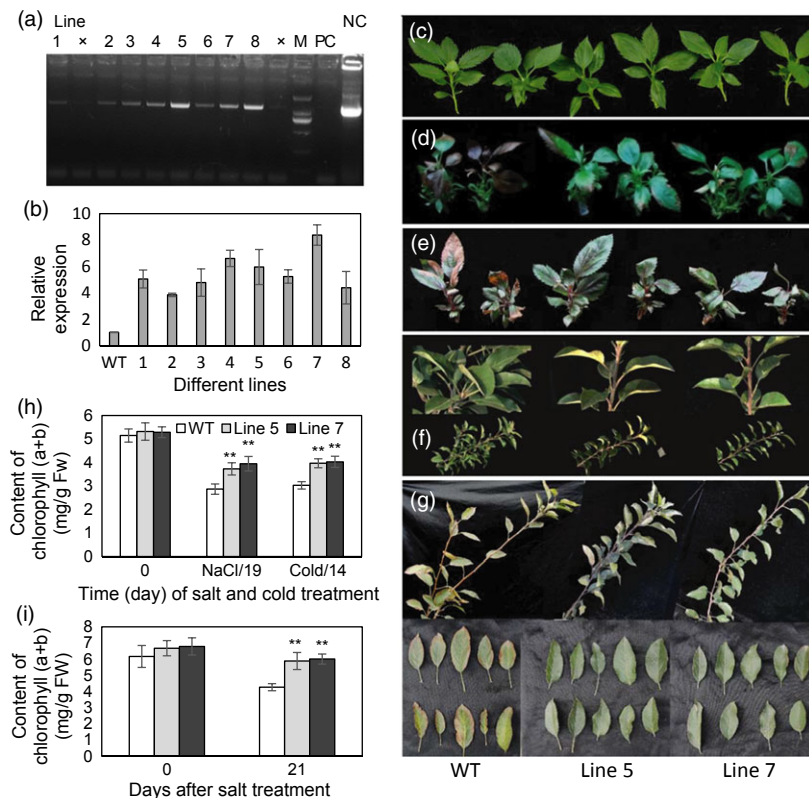 (a)
Line
NC
1 × 2 3 4 5 6 7 8 × M PC
(b)
10
8
6
4
2
0
Relative
expression
WT 1 2 3 4 5 6 7 8
Different lines
(h)
6
5
4
3
2
1
0
Content of
chlorophyll (a+b)
(mg/g Fw)
WT Line 5 Line 7
** ** ** **
0 NaCl/19 Cold/14
Time (day) of salt and cold treatment
(i)
8
7
6
5
4
3
2
1
0
Content of
chlorophyll (a+b)
(mg/g FW)
** **
0 21
Days after salt treatment
(c)
(d)
(e)
(f)
(g)
WT Line 5 Line 7